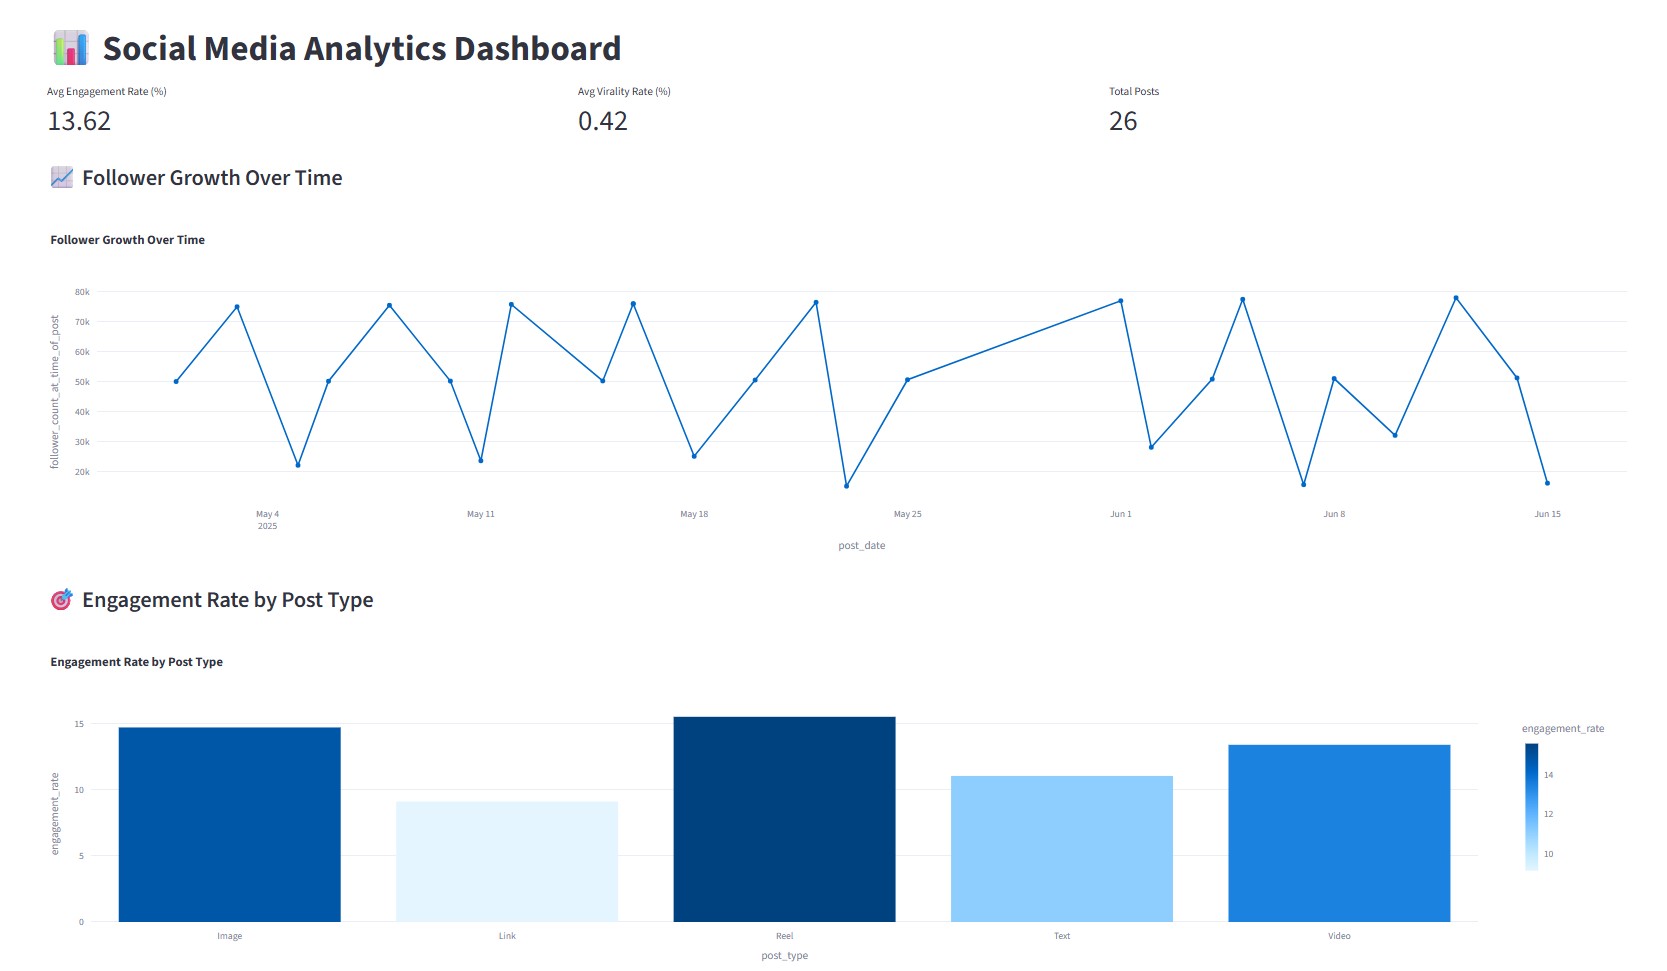 Social Media Analytics Dashboard
Avg Engagement Rate (%)
13.62
Avg Virality Rate (%)
0.42
Total Posts
26
Follower Growth Over Time
Follower Growth Over Time
follower_count_at_time_of_post
80k
70k
60k
50k
40k
30k
20k
May 4
2025
May 11
May 18
May 25
Jun 1
Jun 8
Jun 15
post_date
Engagement Rate by Post Type
Engagement Rate by Post Type
engagement_rate
15
10
5
0
Image
Link
Reel
Text
Video
post_type
engagement_rate
14
12
10